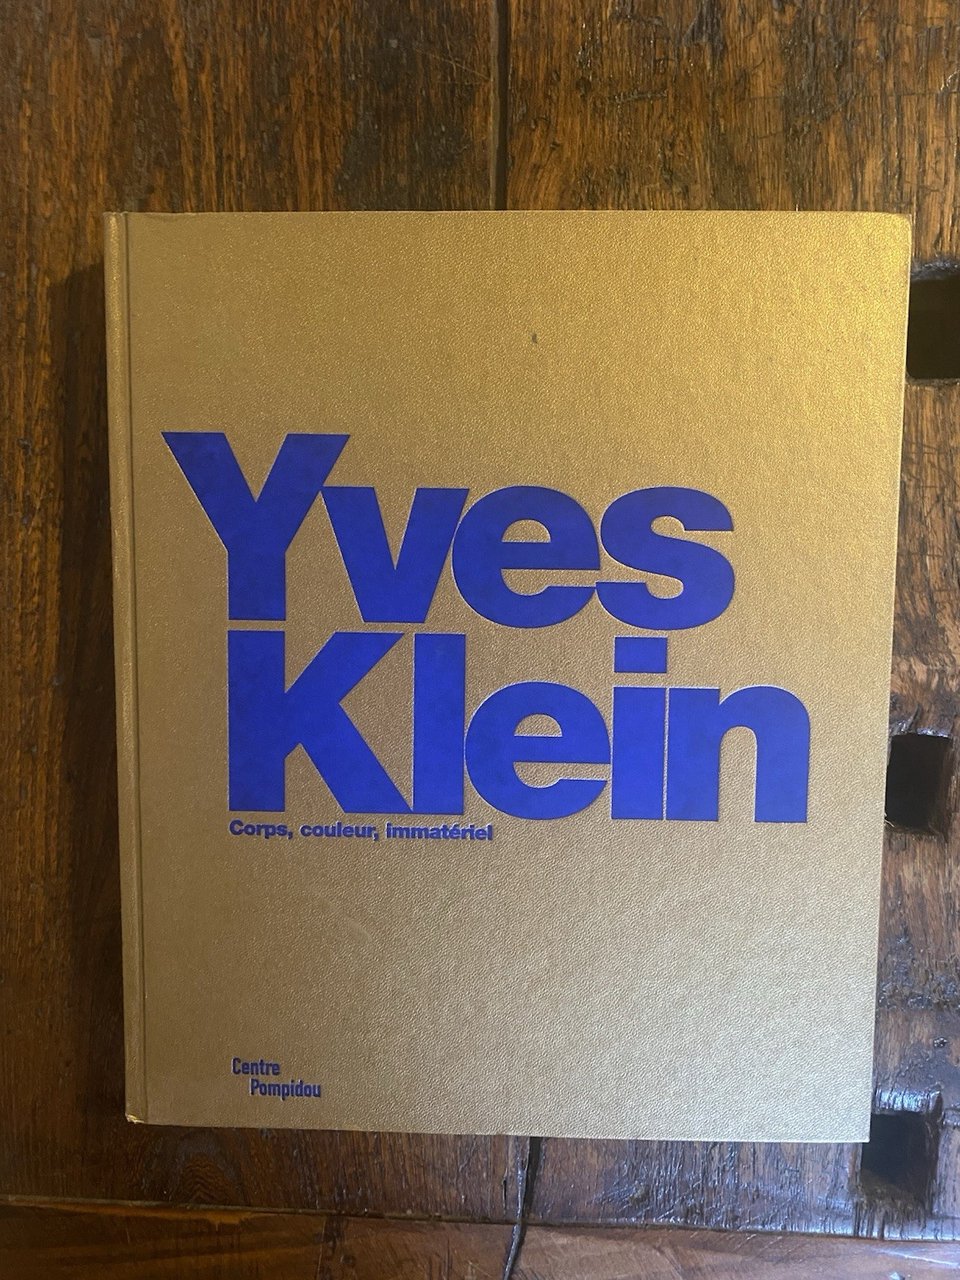 Yves
Klein
Corps, couleur, immatériel
Centre
Pompidou